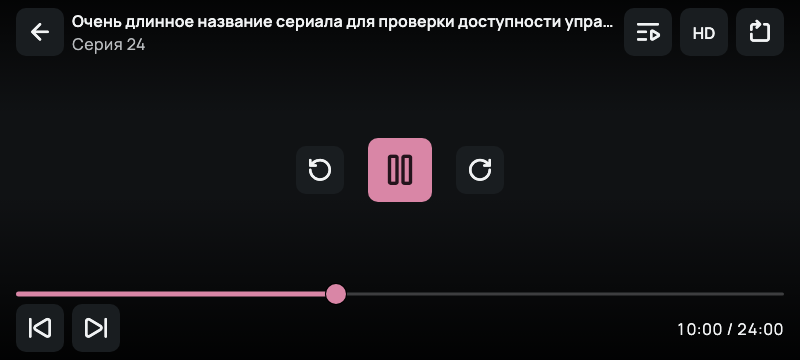 Очень длинное название сериала для проверки доступности упра...
Серия 24
HD
10:00 / 24:00